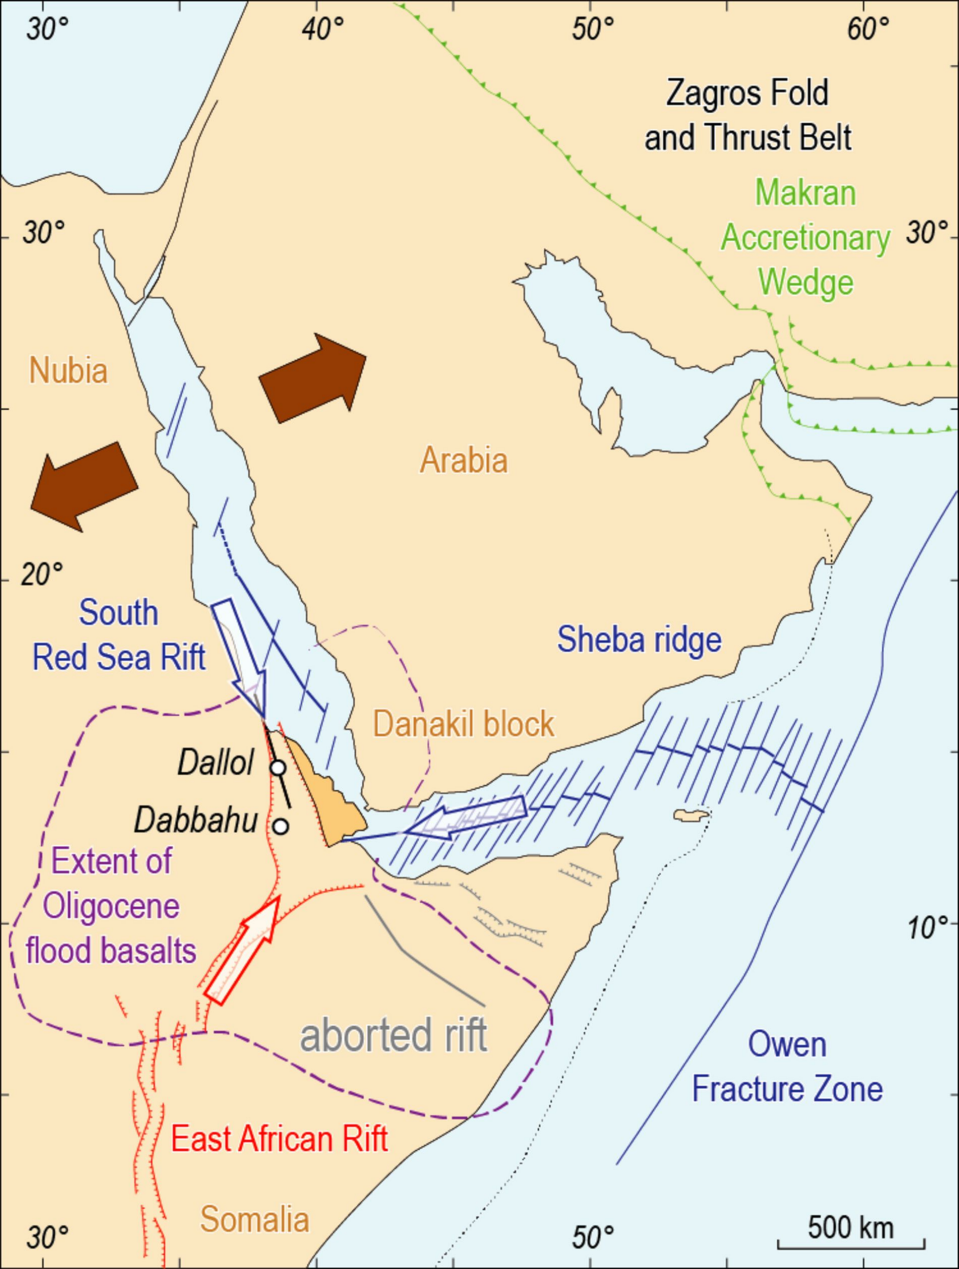 30°
40°
50°
60°
Zagros Fold
and Thrust Belt
Makran
Accretionary
Wedge
30°
30°
Nubia
Arabia
20°
South
Red Sea Rift
Sheba ridge
Danakil block
Dallol
Dabbahu
Extent of
Oligocene
flood basalts
10°
aborted rift
Owen
Fracture Zone
East African Rift
Somalia
500 km
30°
50°